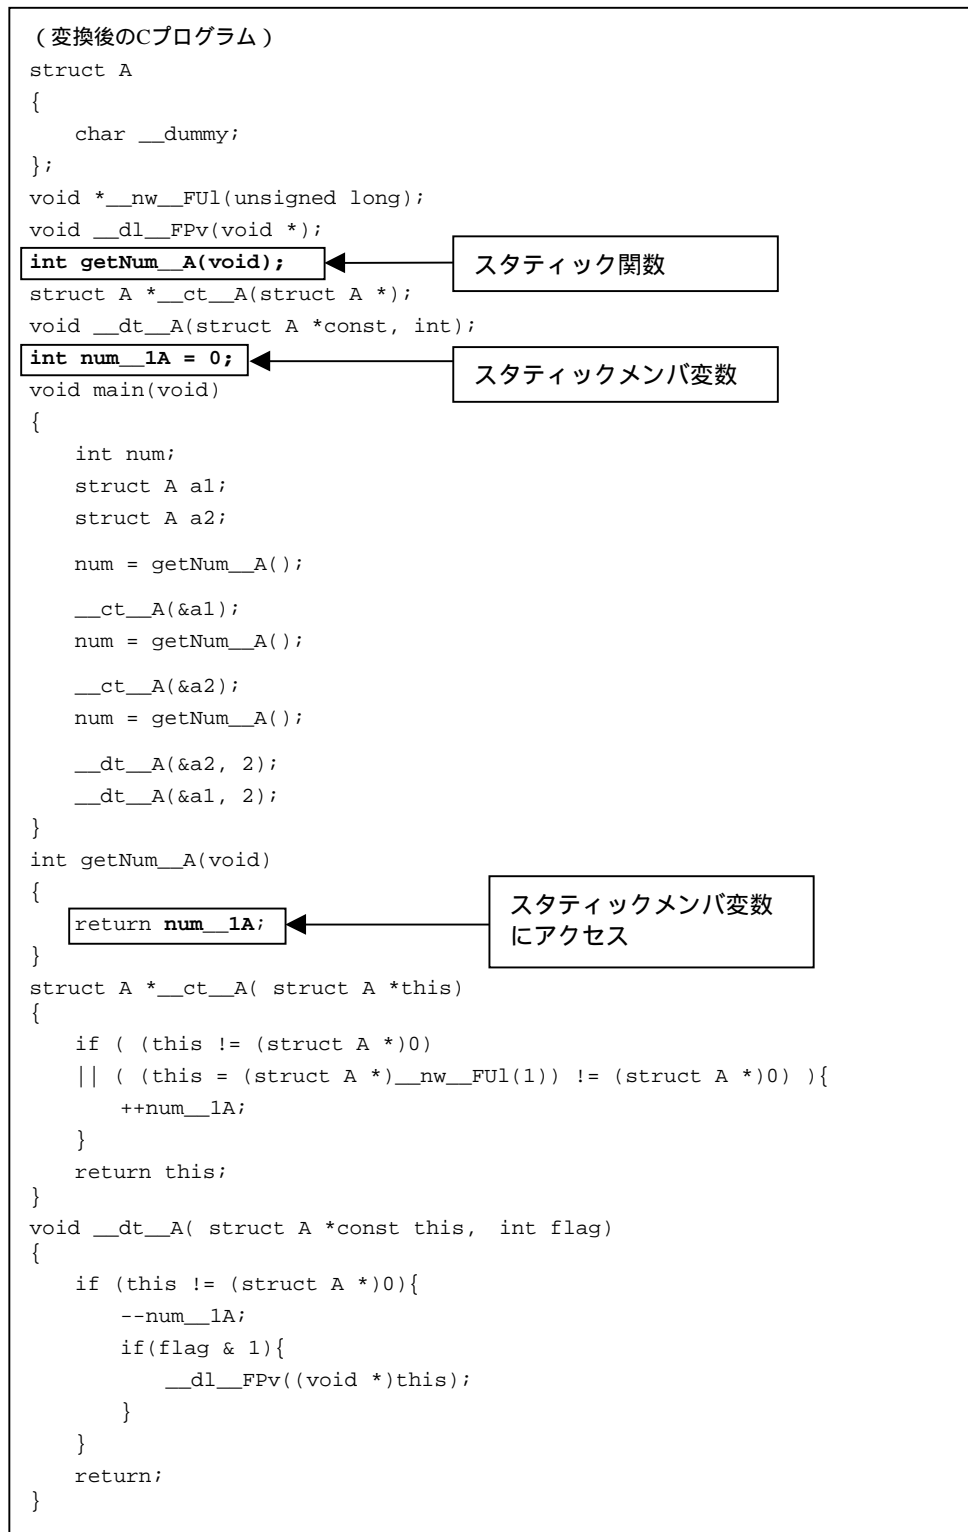 （変換後のCプログラム）
struct A
{
char __dummy;
};
void *__nw__FUl(unsigned long);
void __dl__FPv(void *);
int getNum__A(void);
スタティック関数
struct A *__ct__A(struct A *);
void __dt__A(struct A *const, int);
int num__1A = 0;
スタティックメンバ変数
void main(void)
{
int num;
struct A a1;
struct A a2;
num = getNum__A();
__ct__A(&a1);
num = getNum__A();
__ct__A(&a2);
num = getNum__A();
__dt__A(&a2, 2);
__dt__A(&a1, 2);
}
int getNum__A(void)
{
return num__1A;
スタティックメンバ変数
にアクセス
}
struct A *__ct__A( struct A *this)
{
if ( (this != (struct A *)0)
|| ( (this = (struct A *)__nw__FUl(1)) != (struct A *)0) ){
++num__1A;
}
return this;
}
void __dt__A( struct A *const this, int flag)
{
if (this != (struct A *)0){
--num__1A;
if(flag & 1){
__dl__FPv((void *)this);
}
}
return;
}